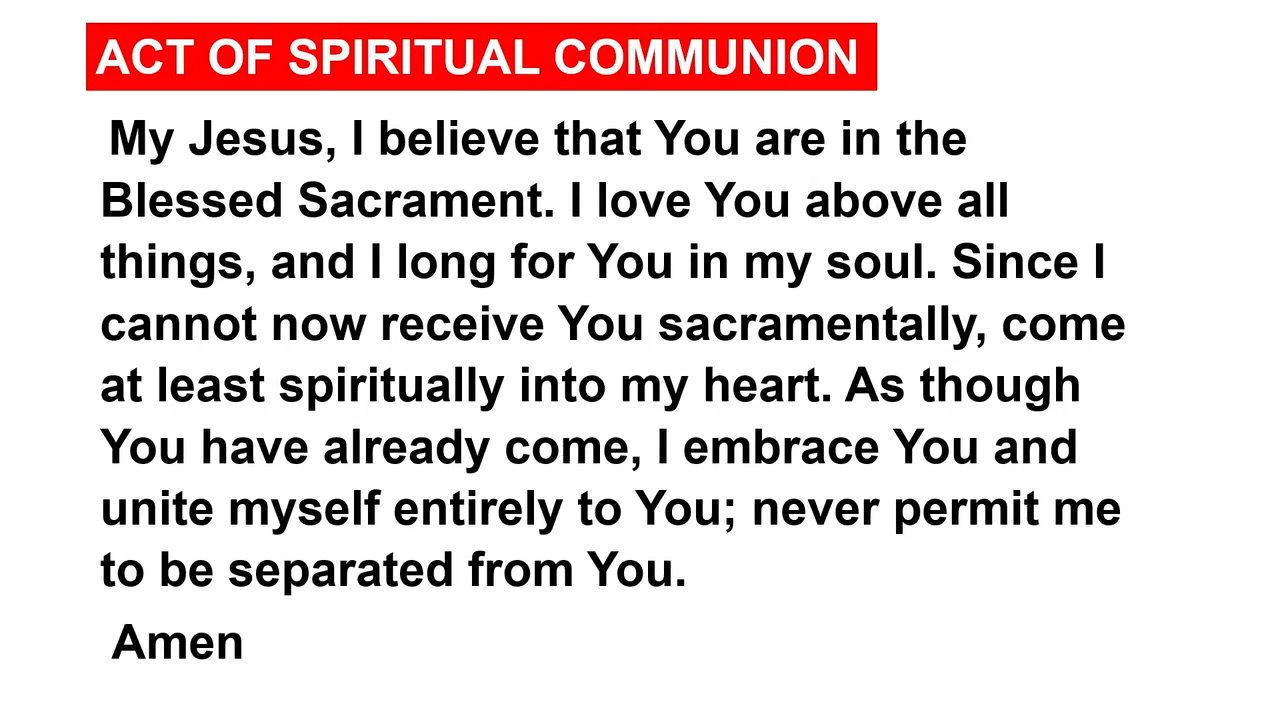 ACT OF SPIRITUAL COMMUNION
My Jesus, I believe that You are in the
Blessed Sacrament. I love You above all
things, and I long for You in my soul. Since I
cannot now receive You sacramentally, come
at least spiritually into my heart. As though
You have already come, I embrace You and
unite myself entirely to You; never permit me
to be separated from You.
Amen